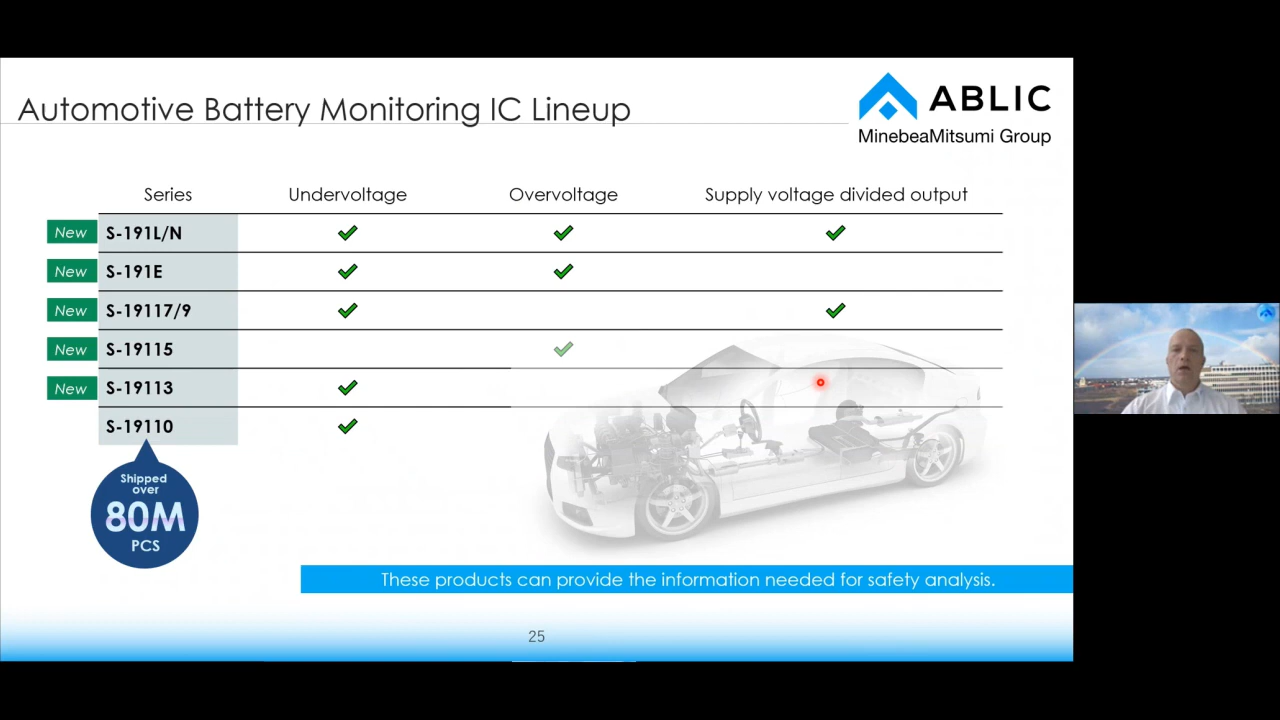 Automotive Battery Monitoring IC Lineup
ABLIC
MinebeaMitsumi Group
Series Undervoltage Overvoltage Supply voltage divided output
New S-191L/N
New S-191E
New S-19117/9
New S-19115
New S-19113
S-19110
Shipped
over
80M
PCS
These products can provide the information needed for safety analysis.
25